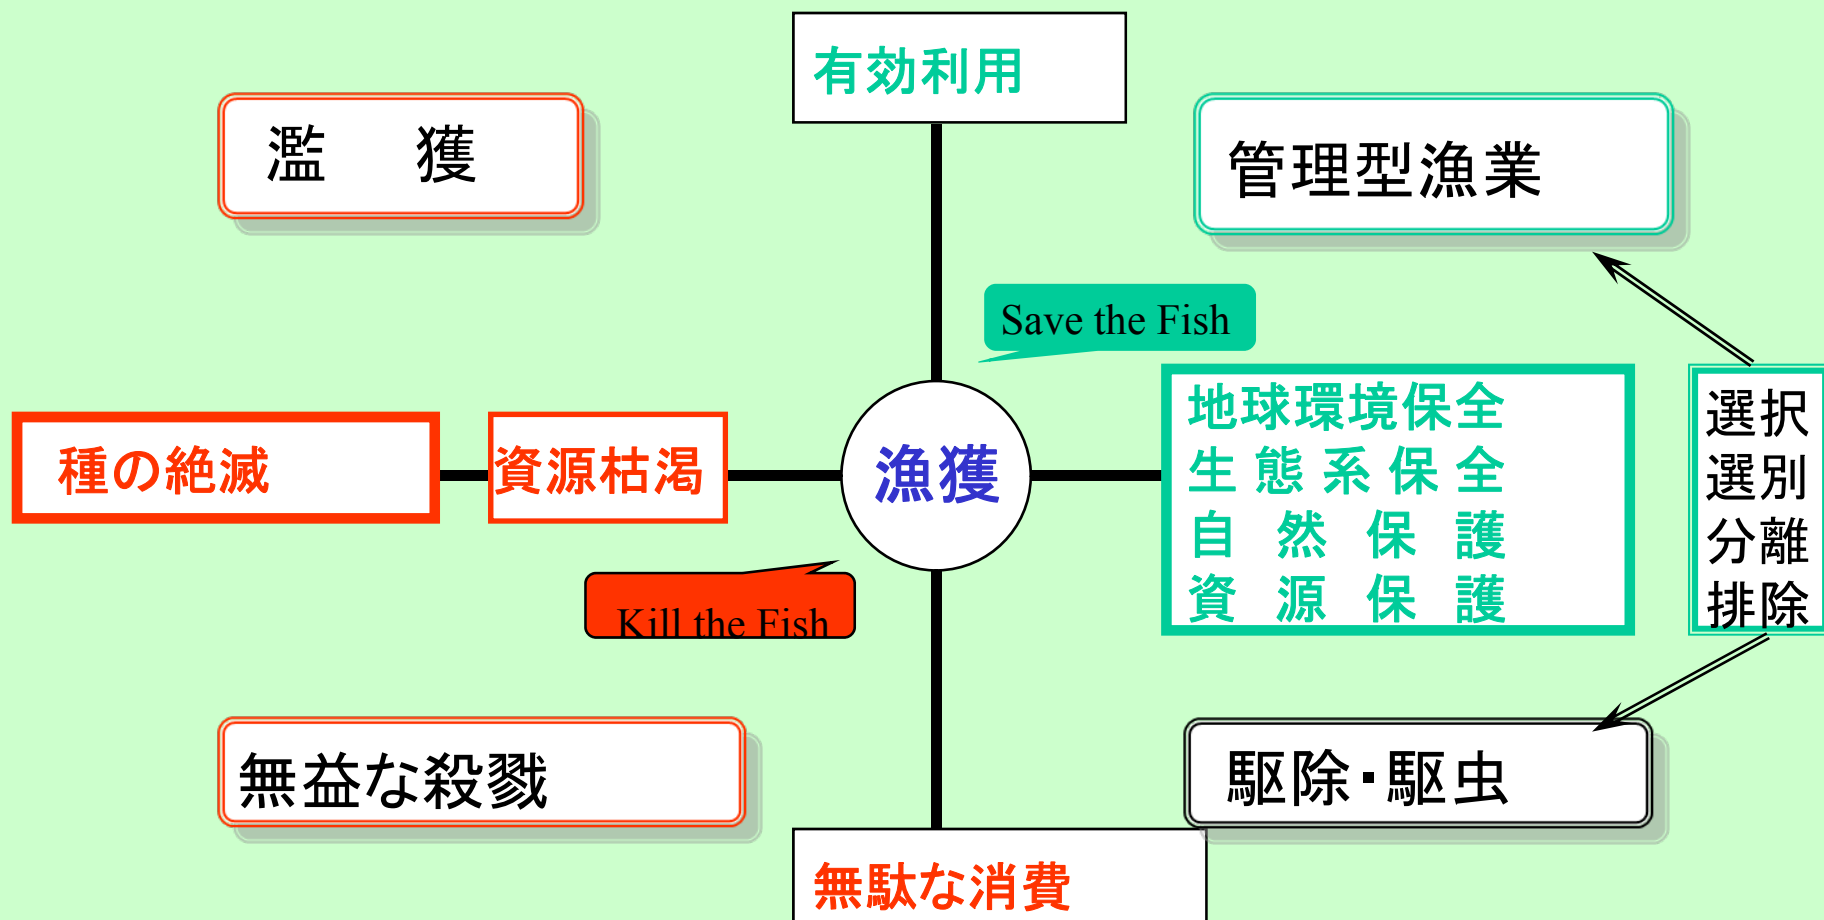 有効利用
濫　獲
管理型漁業
Save the Fish
種の絶滅
資源枯渇
漁獲
地球環境保全
生態系保全
自然保護
資源保護
選択
選別
分離
排除
Kill the Fish
無益な殺戮
駆除・駆虫
無駄な消費